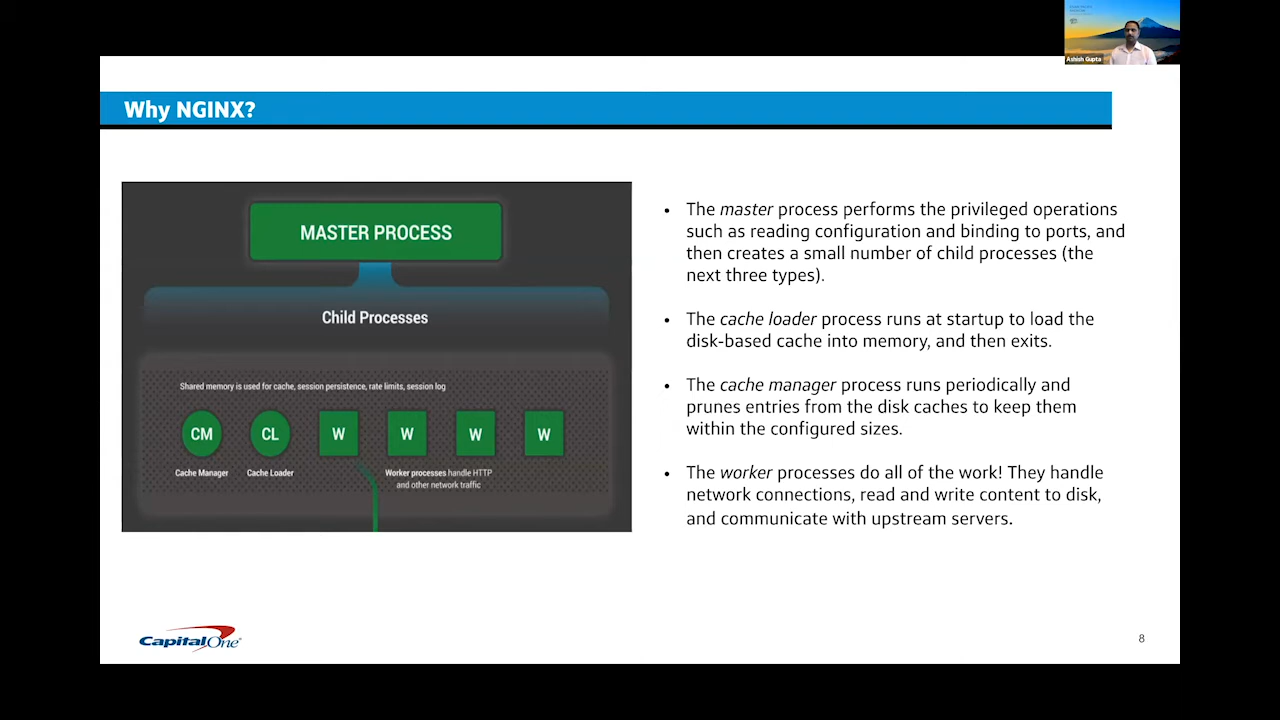 Ashish Gupta
Why NGINX?
MASTER PROCESS
Child Processes
Shared memory is used for cache, session persistence, rate limits, session log
CM
CL
W
W
W
W
Cache Manager
Cache Loader
Worker processes handle HTTP
and other network traffic
• The master process performs the privileged operations
such as reading configuration and binding to ports, and
then creates a small number of child processes (the
next three types).
• The cache loader process runs at startup to load the
disk-based cache into memory, and then exits.
• The cache manager process runs periodically and
prunes entries from the disk caches to keep them
within the configured sizes.
• The worker processes do all of the work! They handle
network connections, read and write content to disk,
and communicate with upstream servers.
CapitalOne®
8